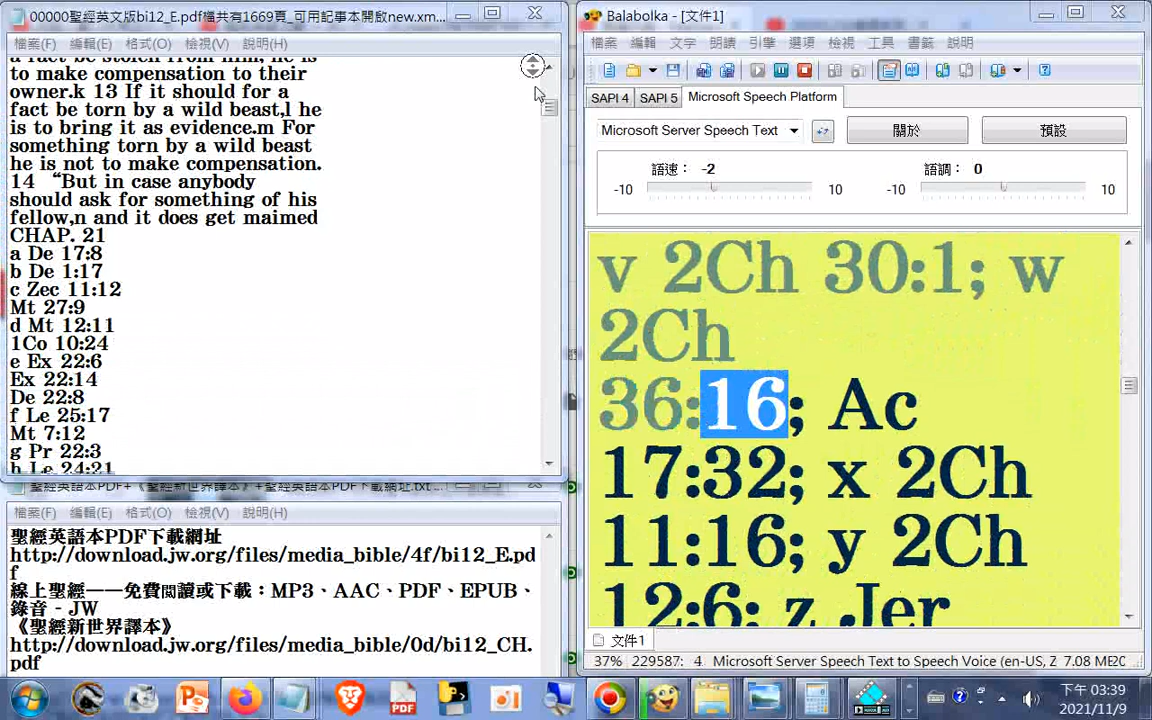 00000聖經英文版bi12_E.pdf檔共有1669頁_可用記事本開啟new.xm...
檔案(F) 編輯(E) 格式(O) 檢視(V) 說明(H)
a fact be stolen from him, he is
to make compensation to their
owner.k 13 If it should for a
fact be torn by a wild beast,l he
is to bring it as evidence.m For
something torn by a wild beast
he is not to make compensation.
14 “But in case anybody
should ask for something of his
fellow,n and it does get maimed
CHAP. 21
a De 17:8
b De 1:17
c Zec 11:12
Mt 27:9
d Mt 12:11
1Co 10:24
e Ex 22:6
Ex 22:14
De 22:8
f Le 25:17
Mt 7:12
g Pr 22:3
h Le 24:21
聖經英語本PDF+《聖經新世界譯本》+聖經英語本PDF下載網址.txt ...
檔案(F) 編輯(E) 格式(O) 檢視(V) 說明(H)
聖經英語本PDF下載網址
http://download.jw.org/files/media_bible/4f/bi12_E.pd
f
線上聖經——免費閱讀或下載：MP3、AAC、PDF、EPUB、
錄音 - JW
《聖經新世界譯本》
http://download.jw.org/files/media_bible/0d/bi12_CH.
pdf
Balabolka - [文件1]
檔案 編輯 文字 朗讀 引擎 選項 檢視 工具 書籤 說明
SAPI 4 SAPI 5 Microsoft Speech Platform
Microsoft Server Speech Text 關於 預設
語速： -2 語調： 0
-10 10 -10 10
v 2Ch 30:1; w
2Ch
36:16; Ac
17:32; x 2Ch
11:16; y 2Ch
12:6; z Jer
文件1
37% 229587: 4 Microsoft Server Speech Text to Speech Voice (en-US, Z 7.08 ME2C
下午 03:39
2021/11/9